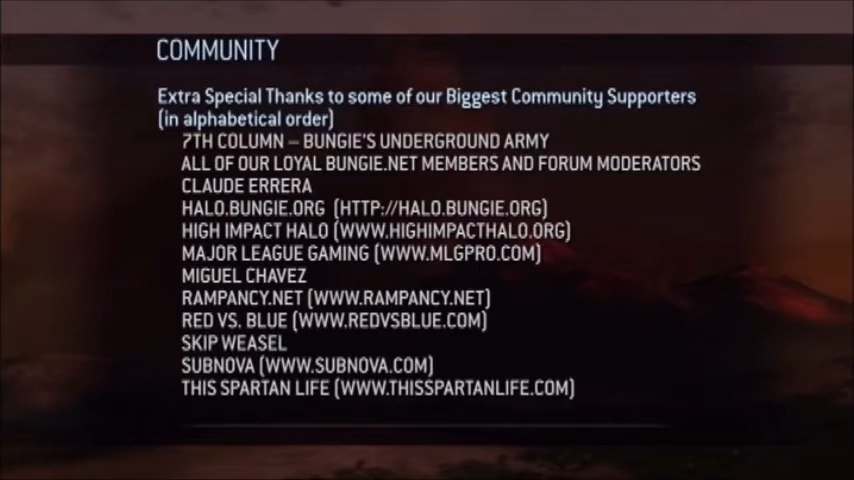 COMMUNITY
Extra Special Thanks to some of our Biggest Community Supporters
(in alphabetical order)
7TH COLUMN – BUNGIE'S UNDERGROUND ARMY
ALL OF OUR LOYAL BUNGIE.NET MEMBERS AND FORUM MODERATORS
CLAUDE ERRERA
HALO.BUNGIE.ORG (HTTP://HALO.BUNGIE.ORG)
HIGH IMPACT HALO (WWW.HIGHIMPACTHALO.ORG)
MAJOR LEAGUE GAMING (WWW.MLGPRO.COM)
MIGUEL CHAVEZ
RAMPANCY.NET (WWW.RAMPANCY.NET)
RED VS. BLUE (WWW.REDVSBLUE.COM)
SKIP WEASEL
SUBNOVA (WWW.SUBNOVA.COM)
THIS SPARTAN LIFE (WWW.THISSPARTANLIFE.COM)